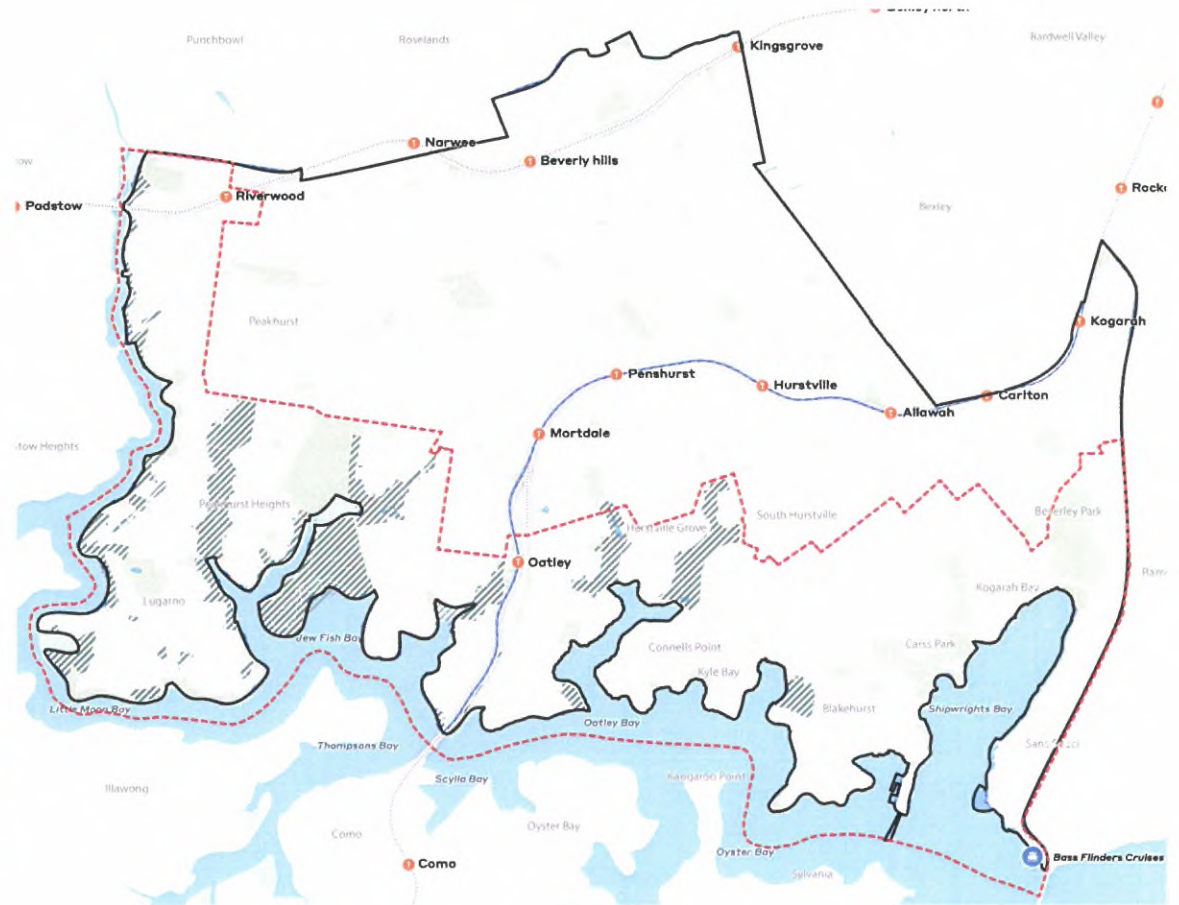 Punchbowl
Roselands
Bardwell Valley
Kingsgrove
Narwee
Beverly hills
Riverwood
Padstow
Bexley
Peakhurst
Kogarah
Penshurst
Hurstville
Carlton
Allawah
Mortdale
Peakhurst Heights
South Hurstville
Beverley Park
Hurstville Grove
Oatley
Kogarah Bay
Lugarno
Jew Fish Bay
Connells Point
Carss Park
Kyle Bay
Little Moon Bay
Oatley Bay
Blakehurst
Shipwrights Bay
Thompsons Bay
Scylla Bay
Kangaroo Point
Illawong
Como
Oyster Bay
Oyster Bay
Como
Sylvania
Bass Flinders Cruises